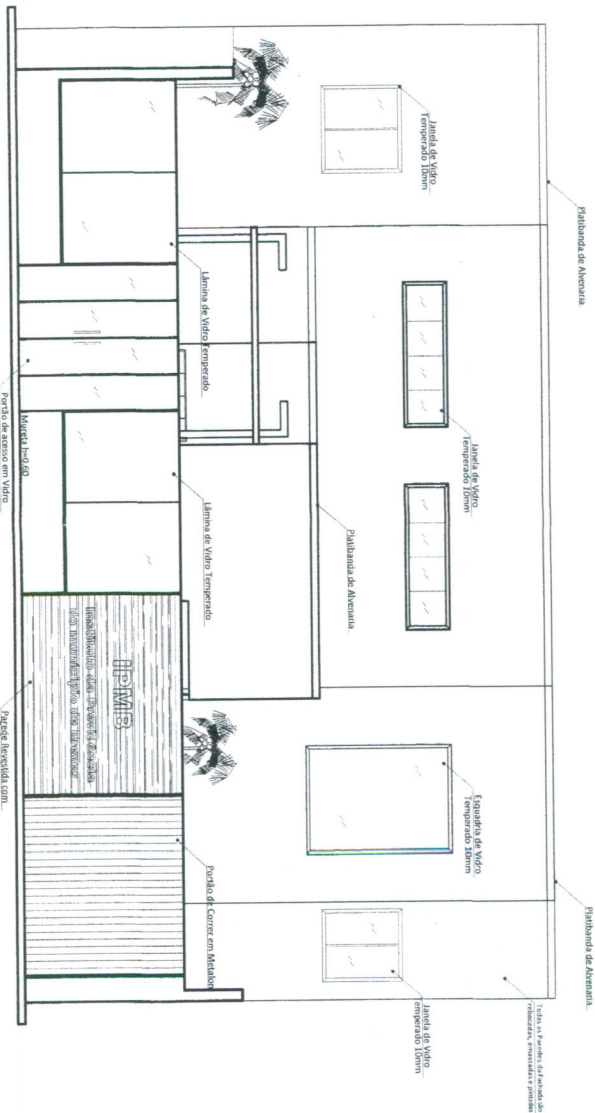 Platibanda de Alvenaria
Platibanda de Alvenaria
Todas as Paredes da Fachada são
rebocadas, emassadas e pintadas
Janela de Vidro
Temperado 10mm
Janela de Vidro
Temperado 10mm
Esquadria de Vidro
Temperado 10mm
Janela de Vidro
emperado 10mm
Platibanda de Alvenaria
Lâmina de Vidro Temperado
Lâmina de Vidro Temperado
Portão de Correr em Metalon
IPMB
Instituto da Previdência
do município de
Mureta h=0.60
Portão de acesso em Vidro
Parede Revestida com